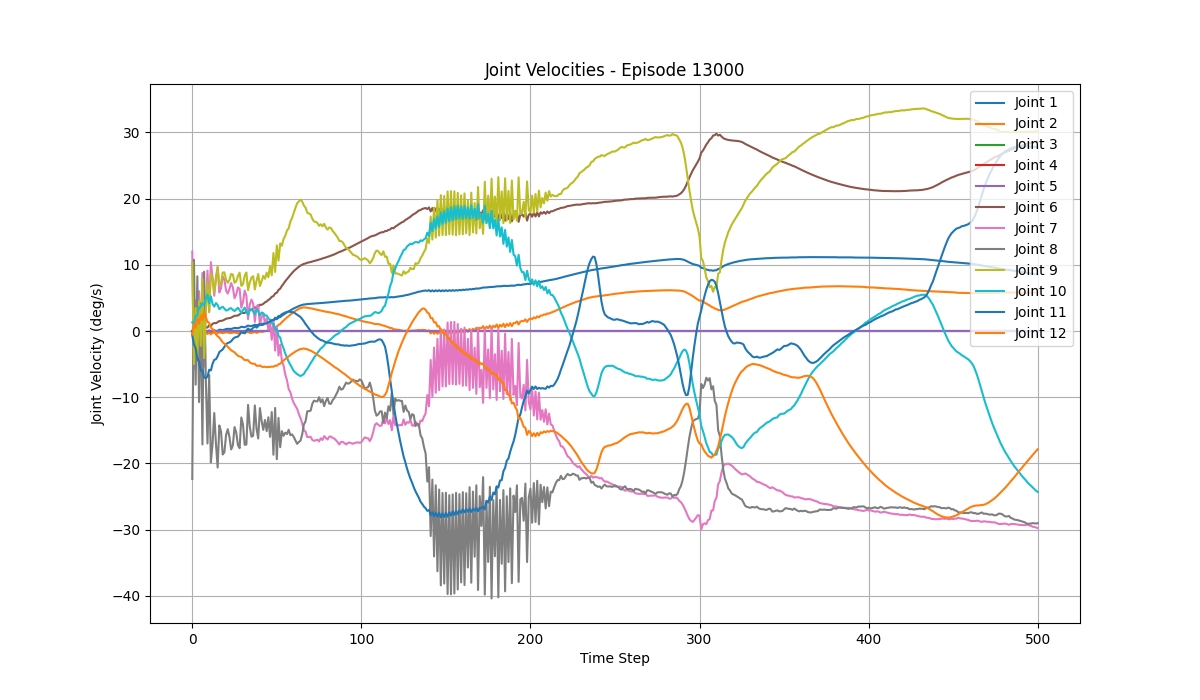 Joint Velocities - Episode 13000
Joint Velocity (deg/s)
30
20
10
0
−10
−20
−30
−40
0
100
200
300
400
500
Time Step
Joint 1
Joint 2
Joint 3
Joint 4
Joint 5
Joint 6
Joint 7
Joint 8
Joint 9
Joint 10
Joint 11
Joint 12